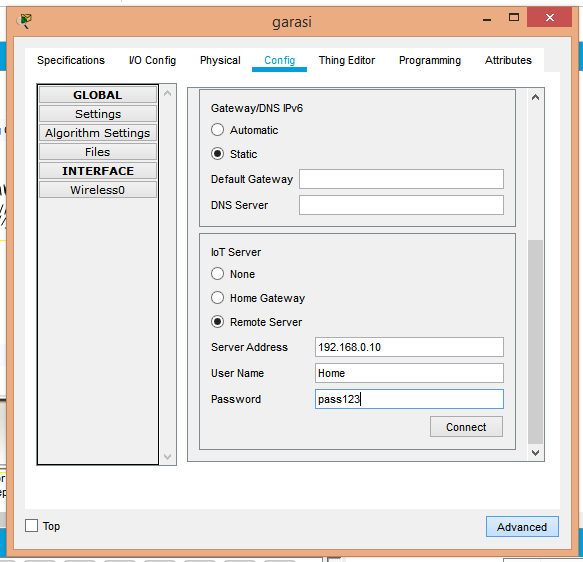 garasi
Specifications I/O Config Physical Config Thing Editor Programming Attributes
GLOBAL
Settings
Algorithm Settings
Files
INTERFACE
Wireless0
Gateway/DNS IPv6
Automatic
Static
Default Gateway
DNS Server
IoT Server
None
Home Gateway
Remote Server
Server Address 192.168.0.10
User Name Home
Password pass123
Connect
Top
Advanced